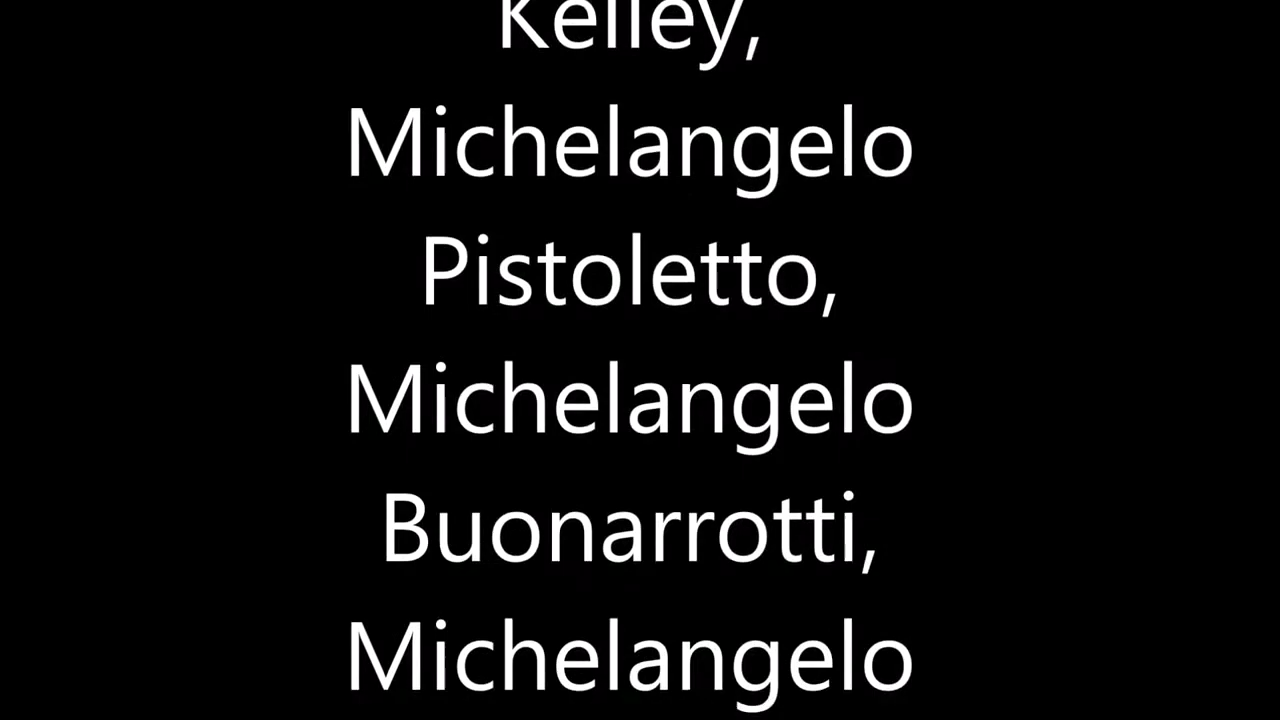 Kelley,
Michelangelo
Pistoletto,
Michelangelo
Buonarrotti,
Michelangelo